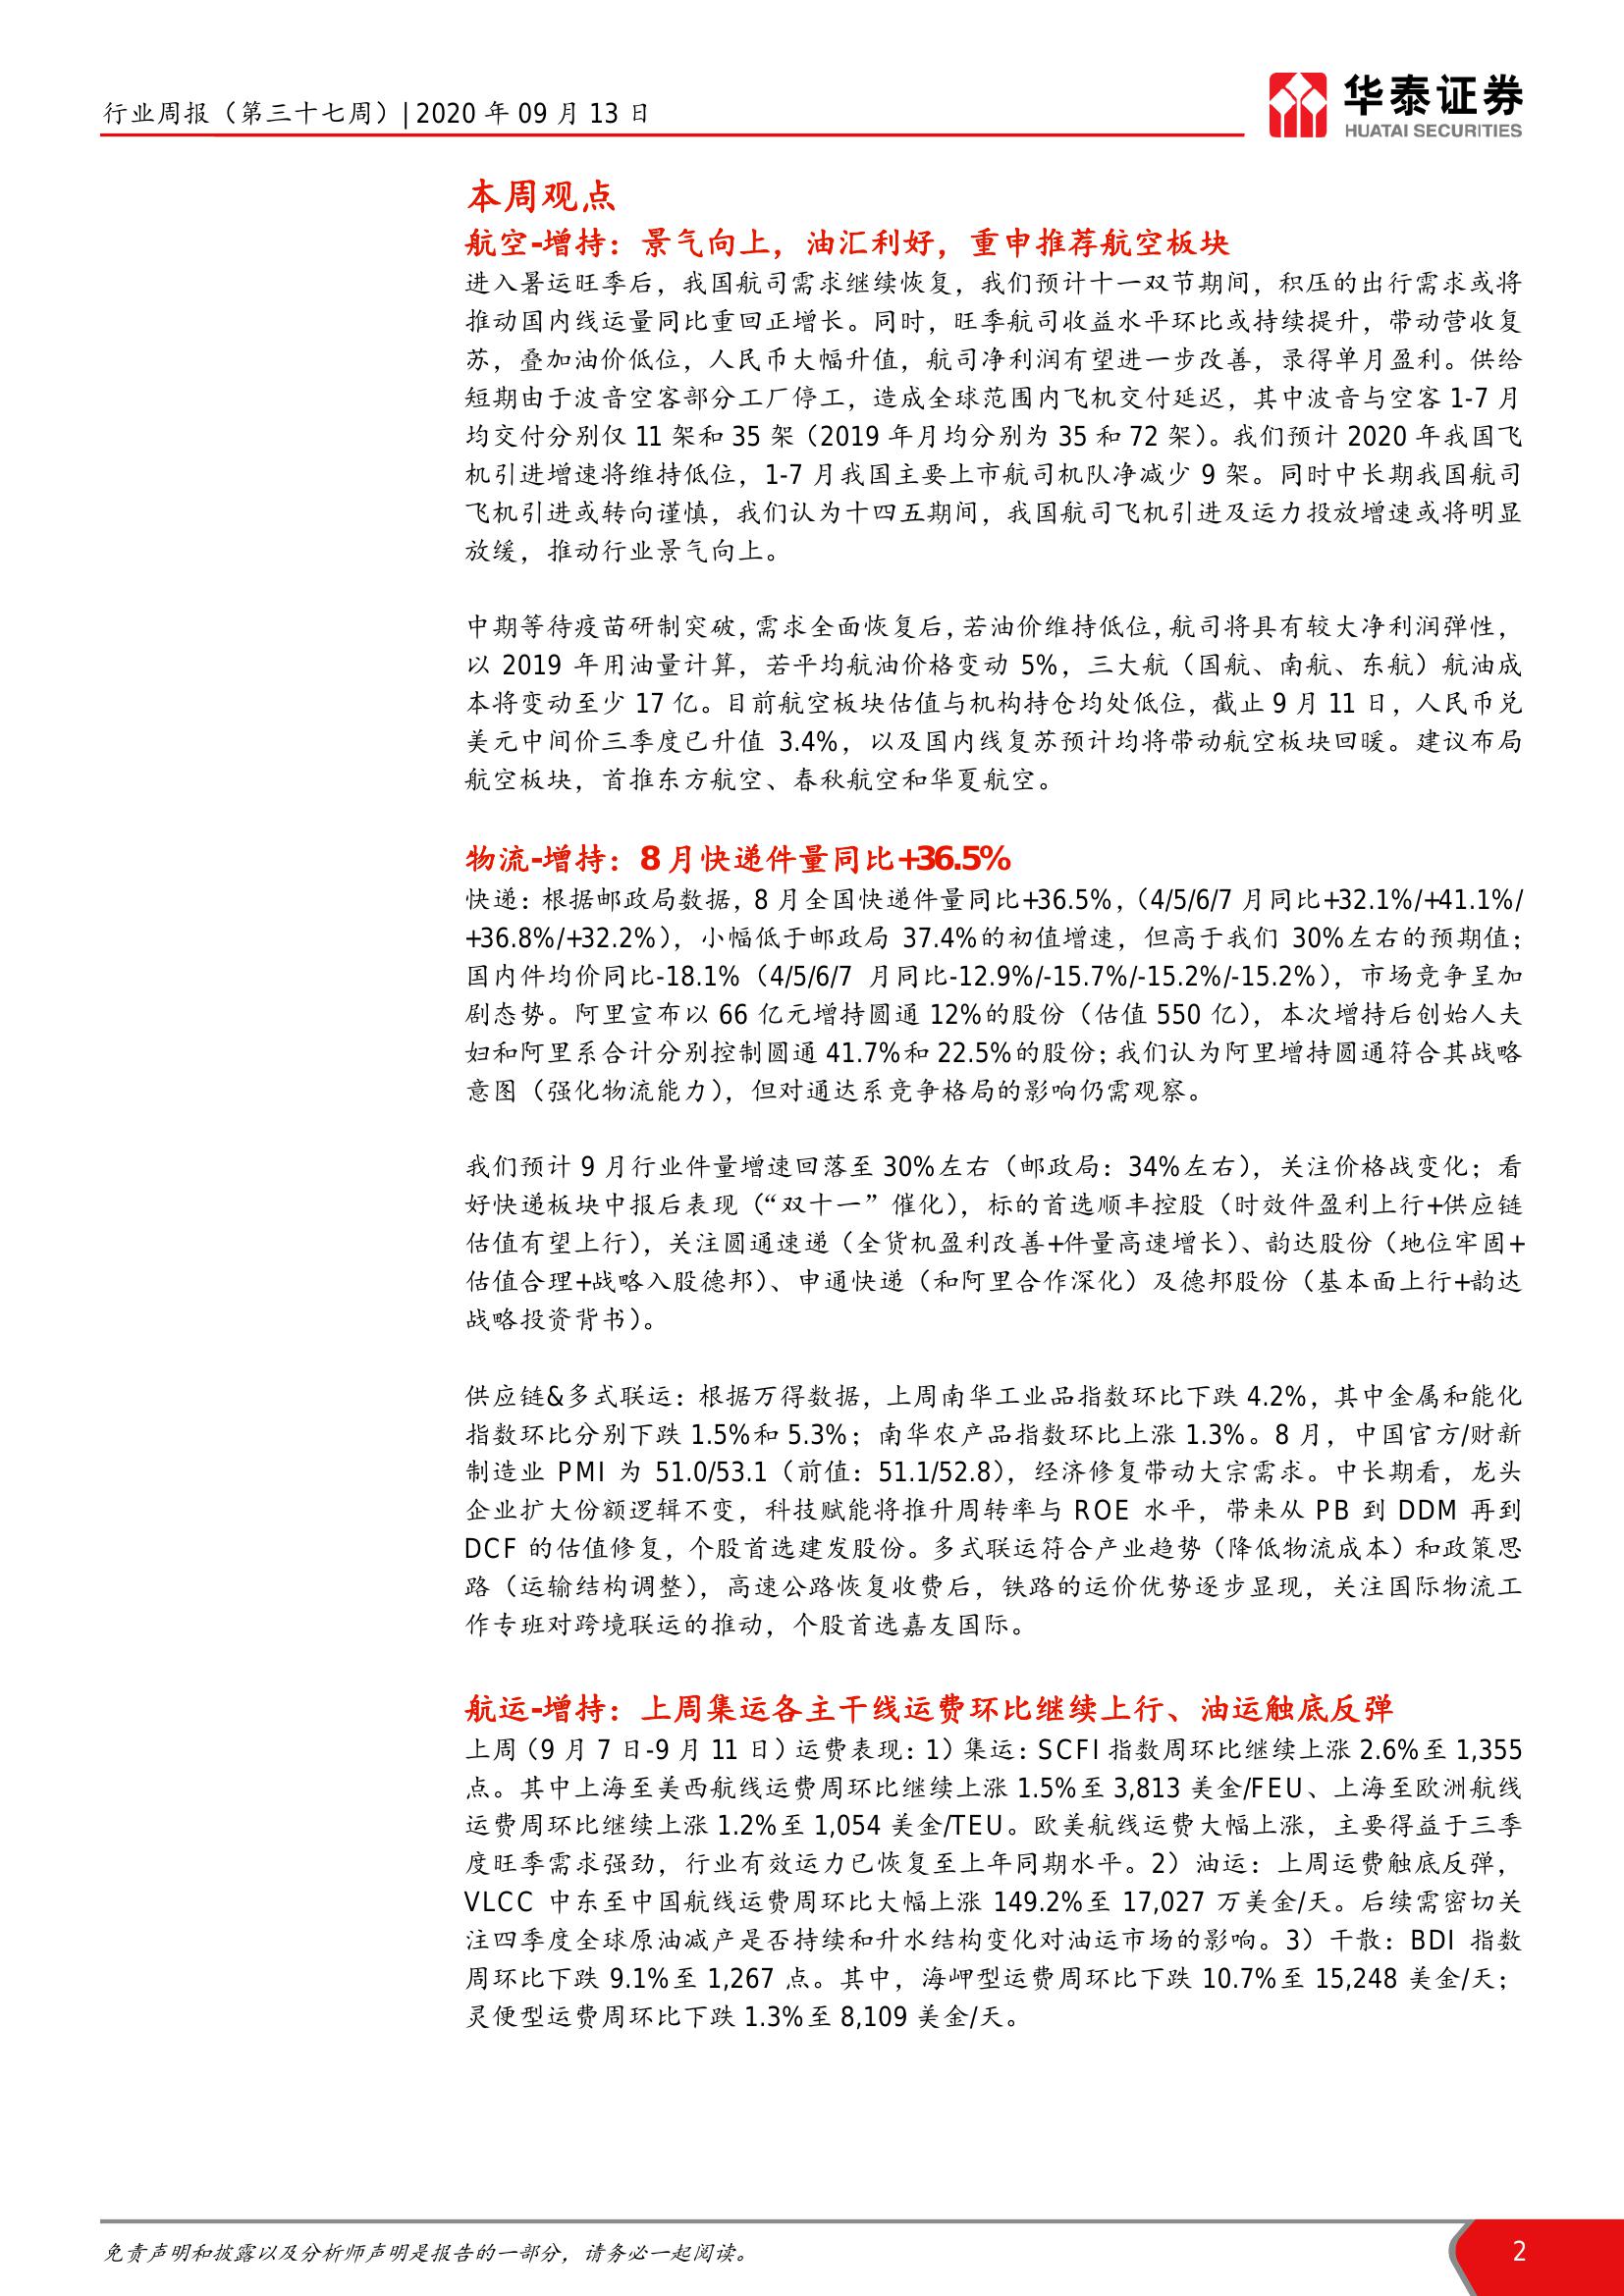 行业周报（第三十七周）| 2020 年 09 月 13 日
华泰证券
HUATAI SECURITIES
本周观点
航空-增持：景气向上，油汇利好，重申推荐航空板块
进入暑运旺季后，我国航司需求继续恢复，我们预计十一双节期间，积压的出行需求或将
推动国内线运量同比重回正增长。同时，旺季航司收益水平环比或持续提升，带动营收复
苏，叠加油价低位，人民币大幅升值，航司净利润有望进一步改善，录得单月盈利。供给
短期由于波音空客部分工厂停工，造成全球范围内飞机交付延迟，其中波音与空客 1-7 月
均交付分别仅 11 架和 35 架（2019 年月均分别为 35 和 72 架）。我们预计 2020 年我国飞
机引进增速将维持低位，1-7 月我国主要上市航司机队净减少 9 架。同时中长期我国航司
飞机引进或转向谨慎，我们认为十四五期间，我国航司飞机引进及运力投放增速或将明显
放缓，推动行业景气向上。
中期等待疫苗研制突破，需求全面恢复后，若油价维持低位，航司将具有较大净利润弹性，
以 2019 年用油量计算，若平均航油价格变动 5%，三大航（国航、南航、东航）航油成
本将变动至少 17 亿。目前航空板块估值与机构持仓均处低位，截止 9 月 11 日，人民币兑
美元中间价三季度已升值 3.4%，以及国内线复苏预计均将带动航空板块回暖。建议布局
航空板块，首推东方航空、春秋航空和华夏航空。
物流-增持：8 月快递件量同比+36.5%
快递：根据邮政局数据，8 月全国快递件量同比+36.5%，（4/5/6/7 月同比+32.1%/+41.1%/
+36.8%/+32.2%），小幅低于邮政局 37.4%的初值增速，但高于我们 30%左右的预期值；
国内件均价同比-18.1%（4/5/6/7 月同比-12.9%/-15.7%/-15.2%/-15.2%），市场竞争呈加
剧态势。阿里宣布以 66 亿元增持圆通 12%的股份（估值 550 亿），本次增持后创始人夫
妇和阿里系合计分别控制圆通 41.7%和 22.5%的股份；我们认为阿里增持圆通符合其战略
意图（强化物流能力），但对通达系竞争格局的影响仍需观察。
我们预计 9 月行业件量增速回落至 30%左右（邮政局：34%左右），关注价格战变化；看
好快递板块中报后表现（“双十一”催化），标的首选顺丰控股（时效件盈利上行+供应链
估值有望上行），关注圆通速递（全货机盈利改善+件量高速增长）、韵达股份（地位牢固+
估值合理+战略入股德邦）、申通快递（和阿里合作深化）及德邦股份（基本面上行+韵达
战略投资背书）。
供应链&多式联运：根据万得数据，上周南华工业品指数环比下跌 4.2%，其中金属和能化
指数环比分别下跌 1.5%和 5.3%；南华农产品指数环比上涨 1.3%。8 月，中国官方/财新
制造业 PMI 为 51.0/53.1（前值：51.1/52.8），经济修复带动大宗需求。中长期看，龙头
企业扩大份额逻辑不变，科技赋能将推升周转率与 ROE 水平，带来从 PB 到 DDM 再到
DCF 的估值修复，个股首选建发股份。多式联运符合产业趋势（降低物流成本）和政策思
路（运输结构调整），高速公路恢复收费后，铁路的运价优势逐步显现，关注国际物流工
作专班对跨境联运的推动，个股首选嘉友国际。
航运-增持：上周集运各主干线运费环比继续上行、油运触底反弹
上周（9 月 7 日-9 月 11 日）运费表现：1）集运：SCFI 指数周环比继续上涨 2.6%至 1,355
点。其中上海至美西航线运费周环比继续上涨 1.5%至 3,813 美金/FEU、上海至欧洲航线
运费周环比继续上涨 1.2%至 1,054 美金/TEU。欧美航线运费大幅上涨，主要得益于三季
度旺季需求强劲，行业有效运力已恢复至上年同期水平。2）油运：上周运费触底反弹，
VLCC 中东至中国航线运费周环比大幅上涨 149.2%至 17,027 万美金/天。后续需密切关
注四季度全球原油减产是否持续和升水结构变化对油运市场的影响。3）干散：BDI 指数
周环比下跌 9.1%至 1,267 点。其中，海岬型运费周环比下跌 10.7%至 15,248 美金/天；
灵便型运费周环比下跌 1.3%至 8,109 美金/天。
免责声明和披露以及分析师声明是报告的一部分，请务必一起阅读。
2